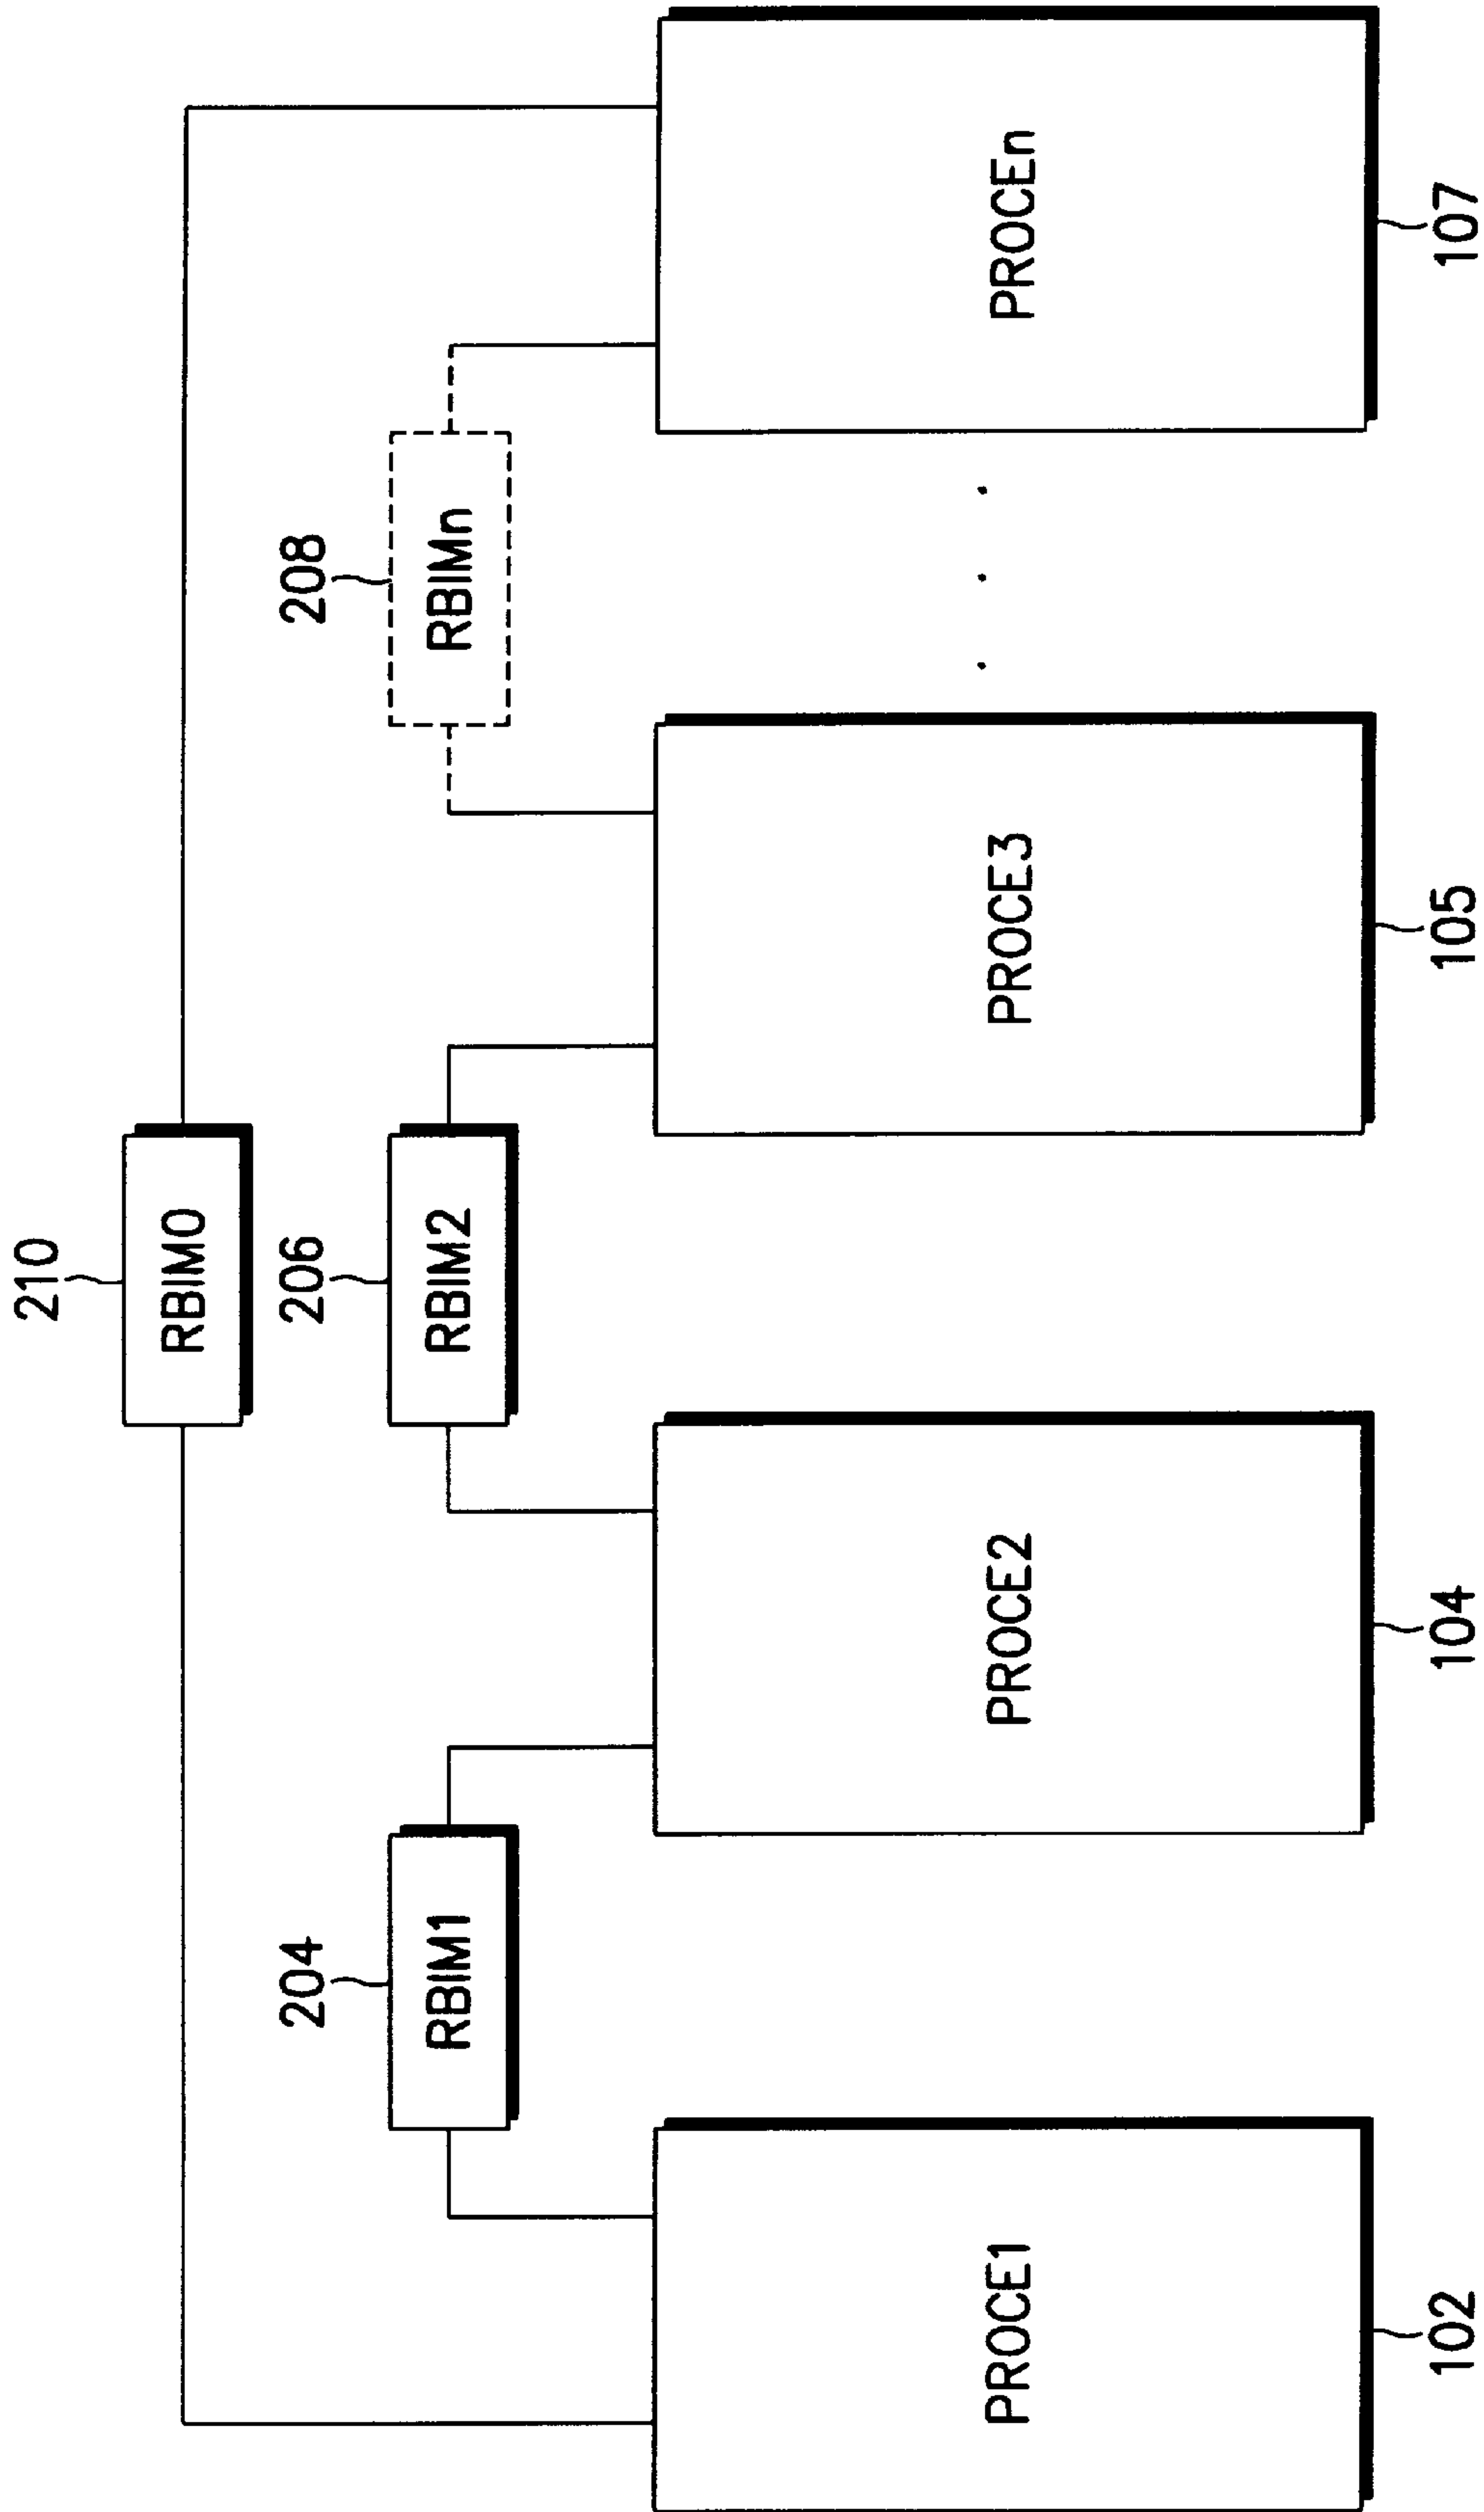 210
RBIM0
204
206
208
RBIM1
RBIM2
RBIMn
PROCE1
PROCE2
PROCE3
. . .
PROCEn
102
104
105
107